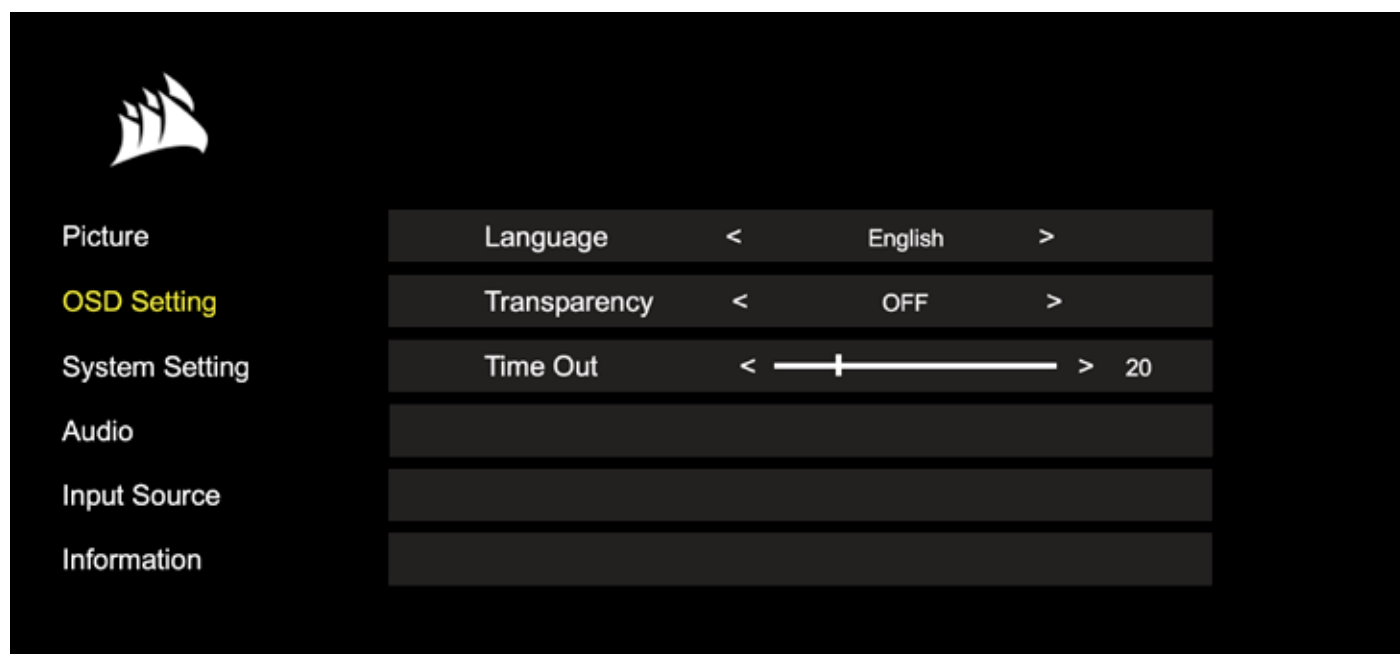 Picture Language < English >
OSD Setting Transparency < OFF >
System Setting Time Out < > 20
Audio
Input Source
Information